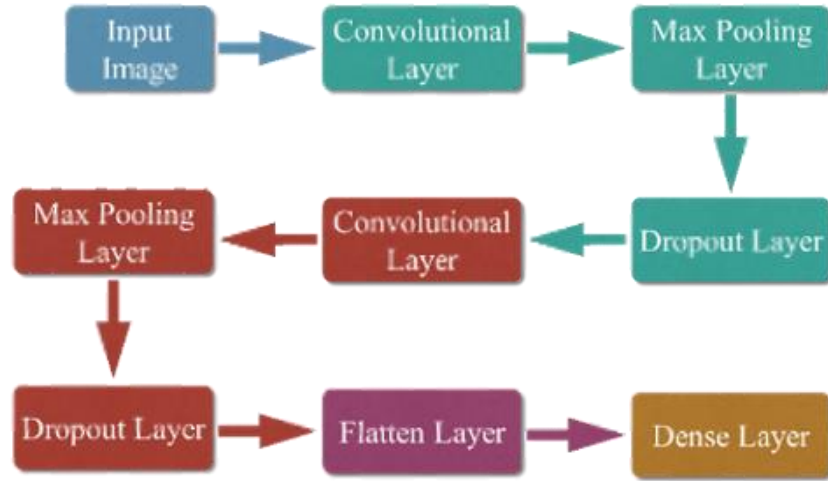 Input
Image
Convolutional
Layer
Max Pooling
Layer
Dropout Layer
Convolutional
Layer
Max Pooling
Layer
Dropout Layer
Flatten Layer
Dense Layer